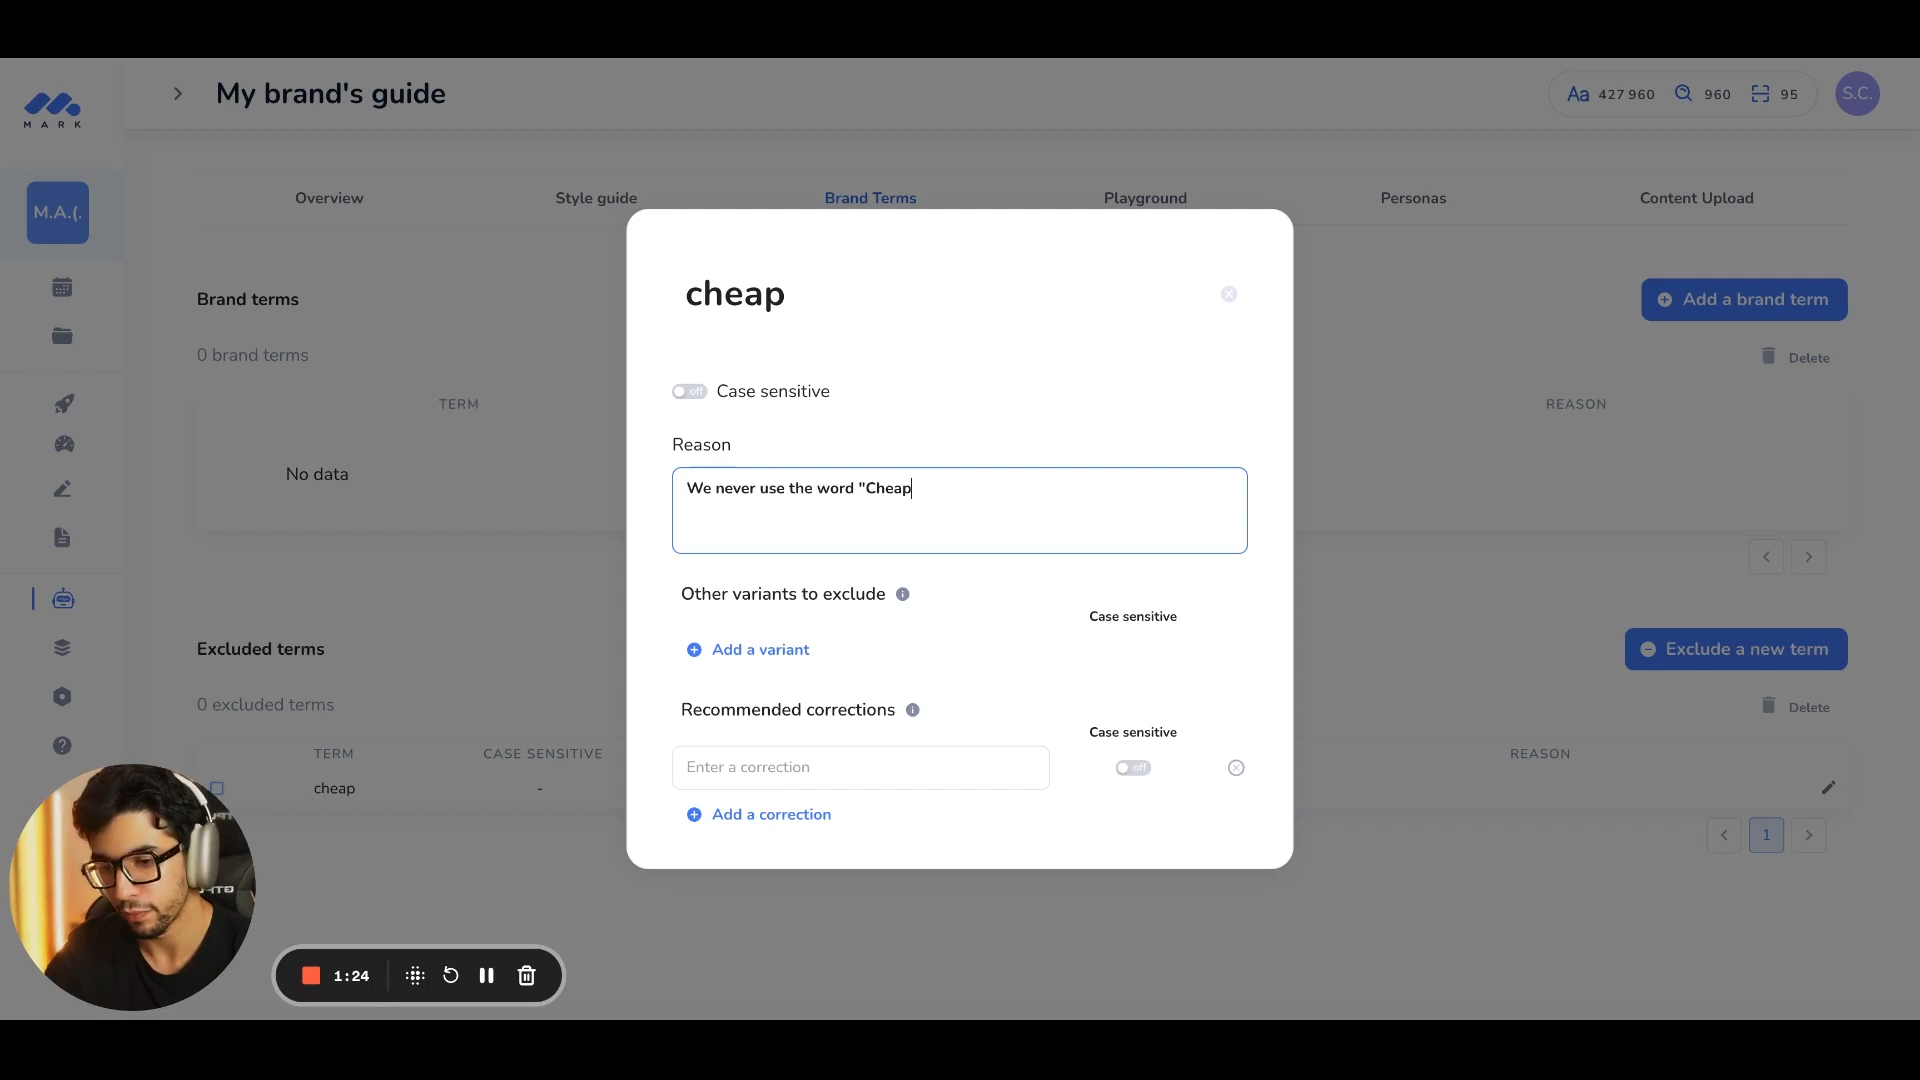 MARK
My brand's guide
Aa 427 960 960 95
S.C.
M.A.(.
Overview Style guide Brand Terms Playground Personas Content Upload
Brand terms
Add a brand term
0 brand terms
Delete
TERM
REASON
No data
Excluded terms
Exclude a new term
0 excluded terms
Delete
TERM CASE SENSITIVE
REASON
cheap -
1
cheap
off Case sensitive
Reason
We never use the word "Cheap
Other variants to exclude
Case sensitive
Add a variant
Recommended corrections
Case sensitive
Enter a correction off
Add a correction
1:24